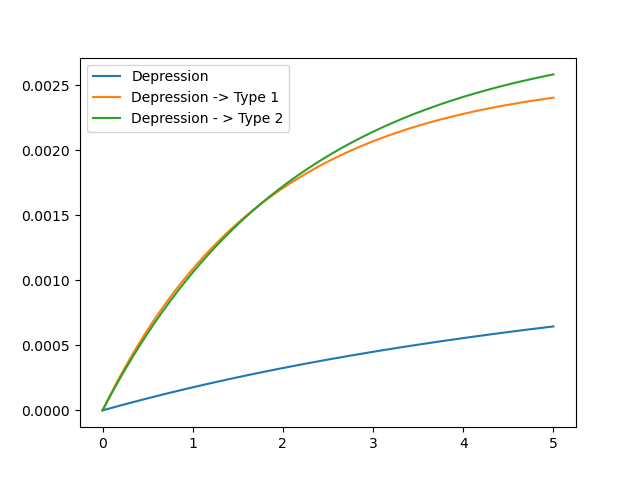 Depression
Depression -> Type 1
Depression - > Type 2
0.0025
0.0020
0.0015
0.0010
0.0005
0.0000
0 1 2 3 4 5